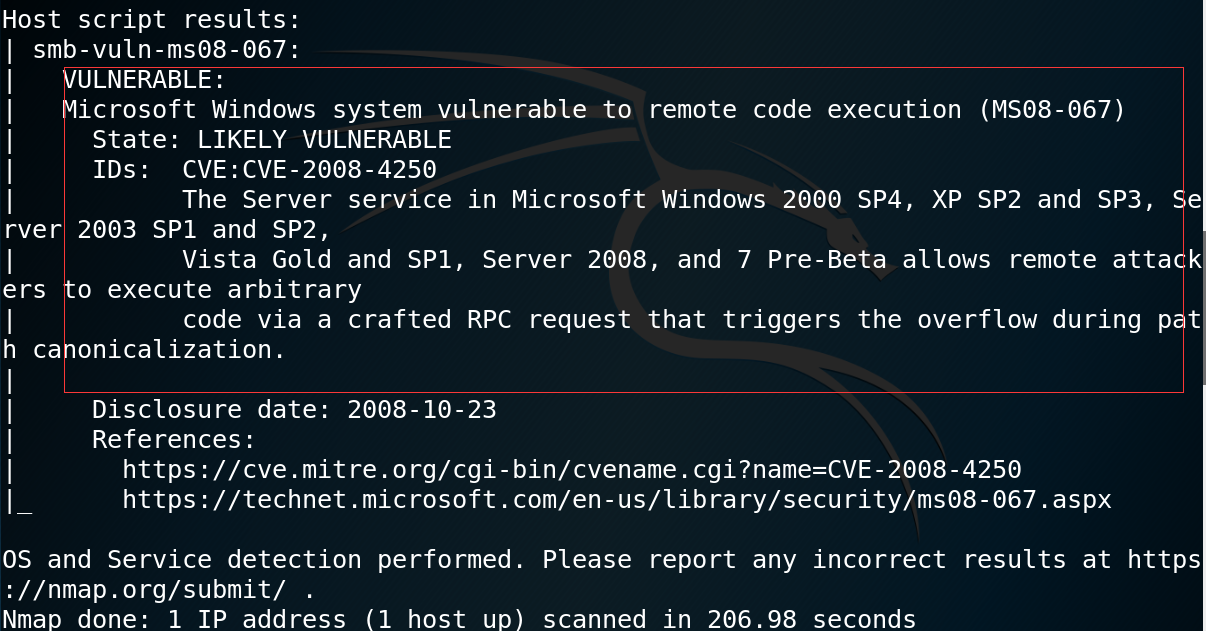 Host script results:
| smb-vuln-ms08-067:
|   VULNERABLE:
|   Microsoft Windows system vulnerable to remote code execution (MS08-067)
|     State: LIKELY VULNERABLE
|     IDs:  CVE:CVE-2008-4250
|           The Server service in Microsoft Windows 2000 SP4, XP SP2 and SP3, Se
rver 2003 SP1 and SP2,
|           Vista Gold and SP1, Server 2008, and 7 Pre-Beta allows remote attack
ers to execute arbitrary
|           code via a crafted RPC request that triggers the overflow during pat
h canonicalization.
|
|     Disclosure date: 2008-10-23
|     References:
|       https://cve.mitre.org/cgi-bin/cvename.cgi?name=CVE-2008-4250
|_      https://technet.microsoft.com/en-us/library/security/ms08-067.aspx

OS and Service detection performed. Please report any incorrect results at https
://nmap.org/submit/ .
Nmap done: 1 IP address (1 host up) scanned in 206.98 seconds